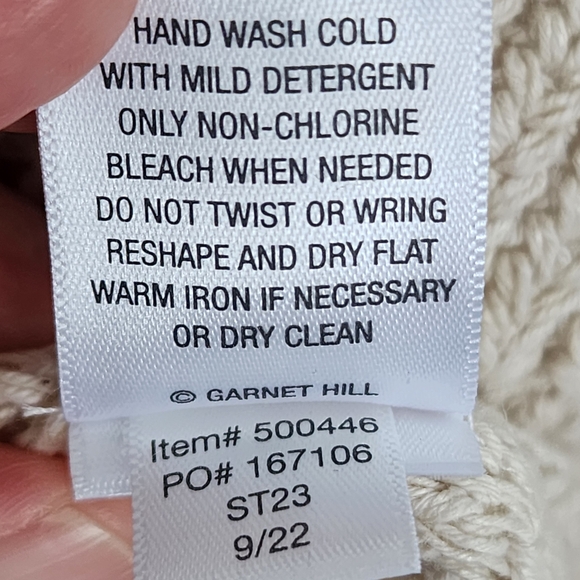 HAND WASH COLD
WITH MILD DETERGENT
ONLY NON-CHLORINE
BLEACH WHEN NEEDED
DO NOT TWIST OR WRING
RESHAPE AND DRY FLAT
WARM IRON IF NECESSARY
OR DRY CLEAN
© GARNET HILL
Item# 500446
PO# 167106
ST23
9/22